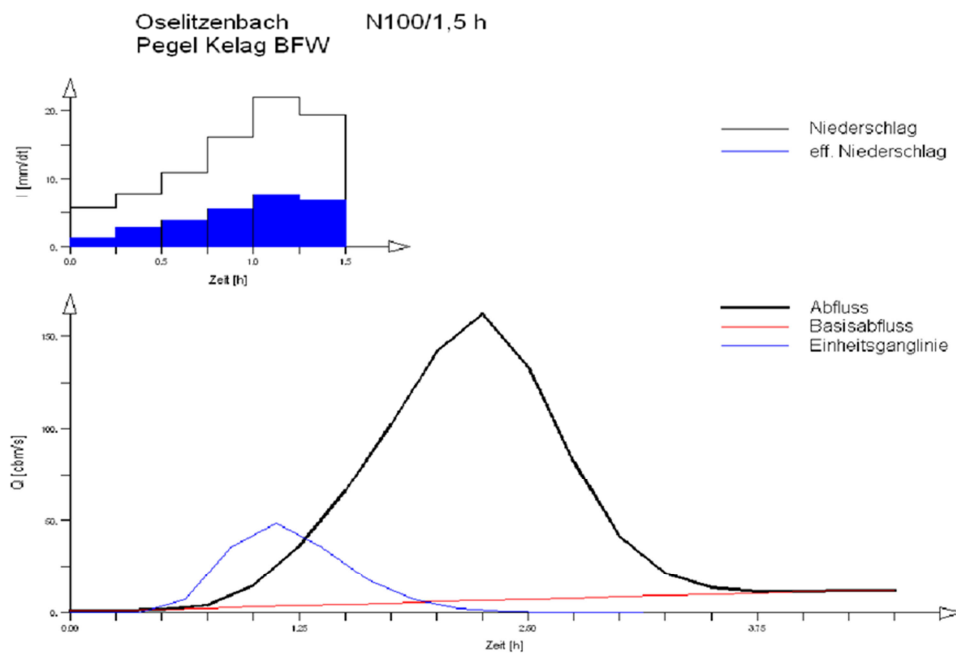 Oselitzenbach N100/1,5 h
Pegel Kelag BFW
20.
10.
0.
I [mm/dt]
0.0 0.5 1.0 1.5
Zeit [h]
Niederschlag
eff. Niederschlag
Abfluss
Basisabfluss
Einheitsganglinie
150.
100.
50.
0.
Q [cbm/s]
0.00 1.25 2.50 3.75
Zeit [h]